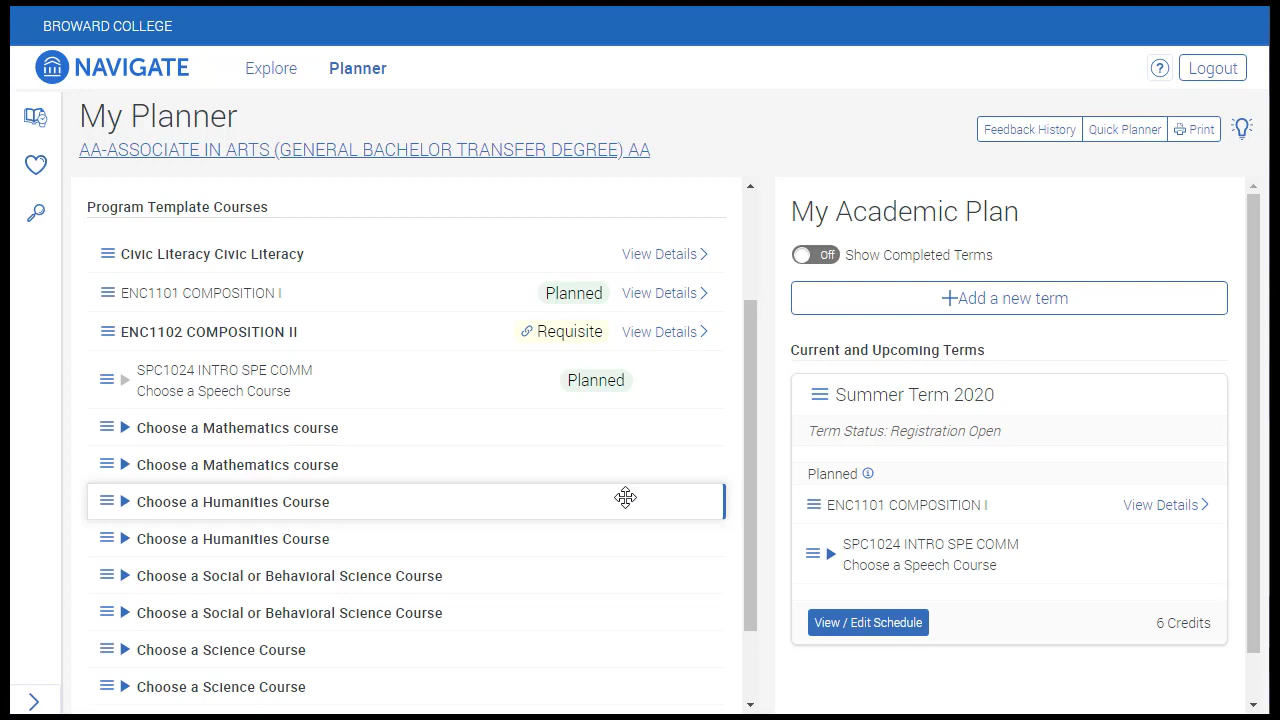 BROWARD COLLEGE
NAVIGATE
Explore
Planner
?
Logout
My Planner
AA-ASSOCIATE IN ARTS (GENERAL BACHELOR TRANSFER DEGREE) AA
Feedback History
Quick Planner
Print
Program Template Courses
Civic Literacy Civic Literacy
View Details
ENC1101 COMPOSITION I
Planned
View Details
ENC1102 COMPOSITION II
Requisite
View Details
SPC1024 INTRO SPE COMM
Choose a Speech Course
Planned
Choose a Mathematics course
Choose a Mathematics course
Choose a Humanities Course
Choose a Humanities Course
Choose a Social or Behavioral Science Course
Choose a Social or Behavioral Science Course
Choose a Science Course
Choose a Science Course
My Academic Plan
Off
Show Completed Terms
+Add a new term
Current and Upcoming Terms
Summer Term 2020
Term Status: Registration Open
Planned
ENC1101 COMPOSITION I
View Details
SPC1024 INTRO SPE COMM
Choose a Speech Course
View / Edit Schedule
6 Credits